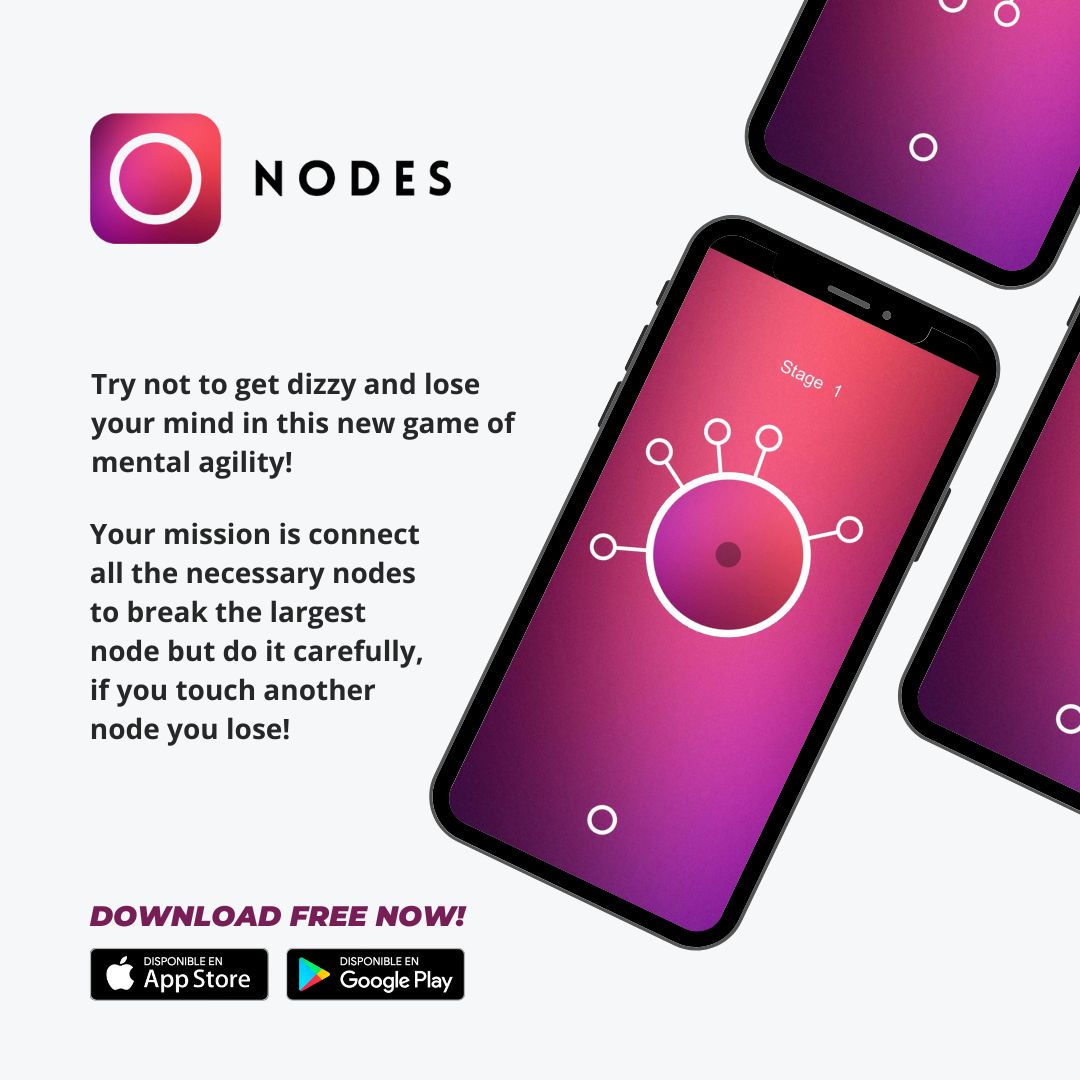 NODES
Try not to get dizzy and lose
your mind in this new game of
mental agility!
Your mission is connect
all the necessary nodes
to break the largest
node but do it carefully,
if you touch another
node you lose!
Stage 1
DOWNLOAD FREE NOW!
DISPONIBLE EN
App Store
DISPONIBLE EN
Google Play